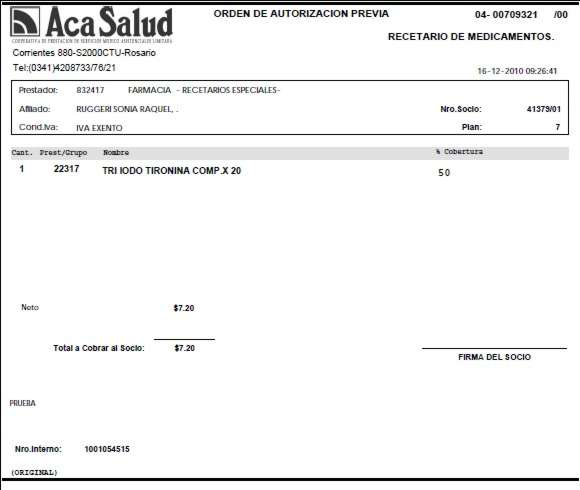 AcaSalud
COOPERATIVA DE PRESTACION DE SERVICIOS MEDICO ASISTENCIALES LIMITADA
ORDEN DE AUTORIZACION PREVIA 04- 00709321 /00
RECETARIO DE MEDICAMENTOS.
Corrientes 880-S2000CTU-Rosario
Tel:(0341)4208733/76/21
16-12-2010 09:26:41
Prestador: 832417 FARMACIA - RECETARIOS ESPECIALES-
Afiliado: RUGGERI SONIA RAQUEL, . Nro.Socio: 41373/01
Cond.Iva: IVA EXENTO Plan: 7
Cant. Prest/Grupo Nombre % Cobertura
1 22317 TRI IODO TIRONINA COMP.X 20 50
Neto $7.20
Total a Cobrar al Socio: $7.20
FIRMA DEL SOCIO
PRUEBA
Nro.Interno: 1001054515
(ORIGINAL)